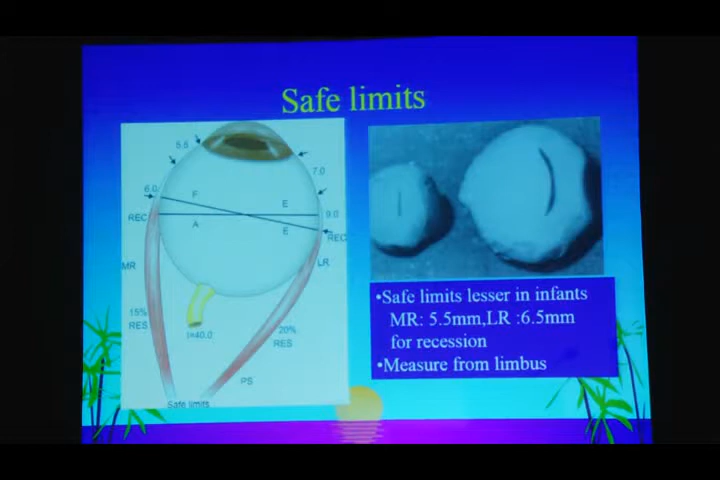 Safe limits
5.5
7.0
6.0
F
E
REC
9.0
A
E
REC
MR
LR
15%
RES
20%
RES
l=40.0
PS
Safe limits
•Safe limits lesser in infants
MR: 5.5mm,LR :6.5mm
for recession
•Measure from limbus